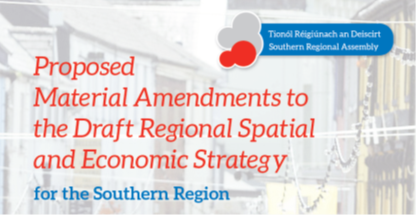 Tionól Réigiúnach an Deiscirt
Southern Regional Assembly
Proposed
Material Amendments to
the Draft Regional Spatial
and Economic Strategy
for the Southern Region